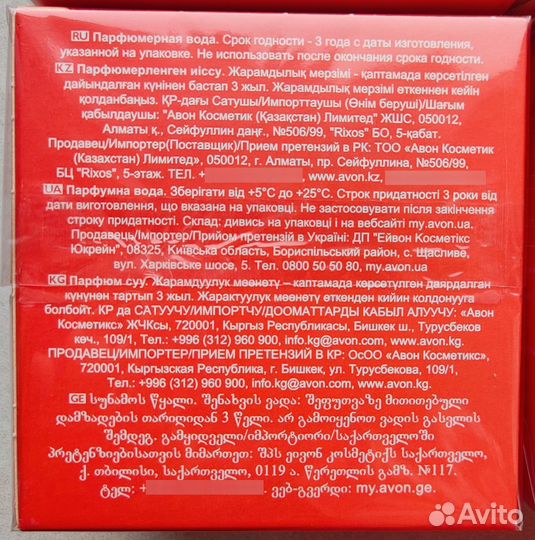 RU Парфюмерная вода. Срок годности - 3 года с даты изготовления,
указанной на упаковке. Не использовать после окончания срока годности.
KZ Парфюмерленген иіссу. Жарамдылық мерзімі - қаптамада көрсетілген
дайындалған күнінен бастап 3 жыл. Жарамдылық мерзімі өткеннен кейін
қолданбаңыз. ҚР-дағы Сатушы/Импорттаушы (Өнім беруші)/Шағым
қабылдаушы: "Авон Косметик (Қазақстан) Лимитед" ЖШС, 050012,
Алматы қ., Сейфуллин даңғ., №506/99, "Rixos" БО, 5-қабат.
Продавец/Импортер(Поставщик)/Прием претензий в РК: ТОО «Авон Косметик
(Казахстан) Лимитед», 050012, г. Алматы, пр. Сейфуллина, №506/99,
БЦ "Rixos", 5-этаж. ТЕЛ. + www.avon.kz,
UA Парфумна вода. Зберігати від +5°С до +25°С. Строк придатності 3 роки від
дати виготовлення, що вказана на упаковці. Не застосовувати після закінчення
строку придатності. Склад: дивись на упаковці і на вебсайті my.avon.ua.
Продавець/Імпортер/Прийом претензій в Україні: ДП "Ейвон Косметікс
Юкрейн", 08325, Київська область, Бориспільський район, с. Щасливе,
вул. Харківське шосе, 5. Тел. 0800 50 50 80, my.avon.ua
KG Парфюм суу. Жарамдуулук мөөнөтү – каптамада көрсөтүлгөн даярдалган
күнүнөн тартып 3 жыл. Жарактуулук мөөнөтү өткөндөн кийин колдонууга
болбойт. КР да САТУУЧУ/ИМПОРТЧУ/ДООМАТТАРДЫ КАБЫЛ АЛУУЧУ: «Авон
Косметикс» ЖЧКсы, 720001, Кыргыз Республикасы, Бишкек ш., Турусбеков
көч., 109/1, Тел.: +996 (312) 960 900, info.kg@avon.com, www.avon.kg.
ПРОДАВЕЦ/ИМПОРТЕР/ПРИЕМ ПРЕТЕНЗИЙ В КР: ОсОО «Авон Косметикс»,
720001, Кыргызская Республика, г. Бишкек, ул. Турусбекова, 109/1,
Тел.: +996 (312) 960 900, info.kg@avon.com, www.avon.kg.
GE სუნამოს წყალი. შენახვის ვადა: შეფუთვაზე მითითებული
დამზადების თარიღიდან 3 წელი. არ გამოიყენოთ ვადის გასვლის
შემდეგ. გამყიდველი/იმპორტიორი/საქართველოში
პრეტენზიებისათვის მიმართეთ: შპს ეივონ კოსმეტიქს საქართველო,
ქ. თბილისი, საქართველო, 0119 ა. წერეთლის გამზ. №117.
ტელ: + ვებ-გვერდი: my.avon.ge.
Avito